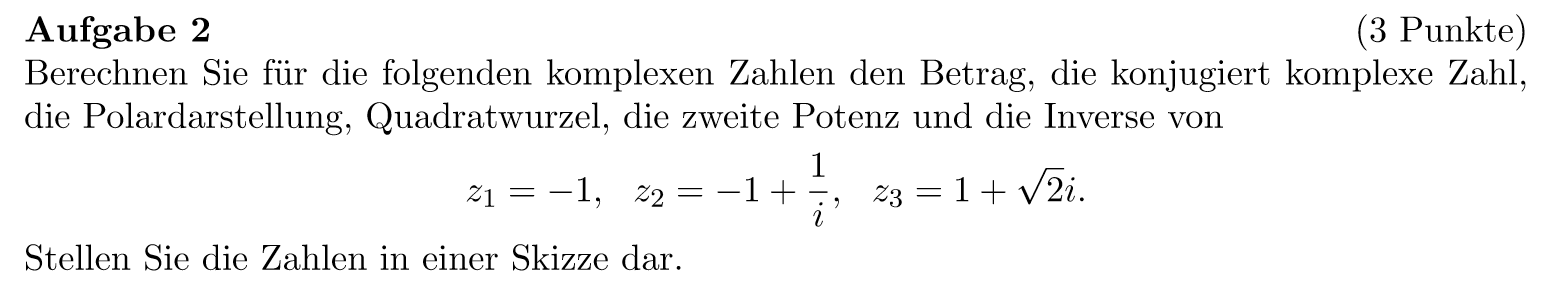 Aufgabe 2 (3 Punkte)
Berechnen Sie für die folgenden komplexen Zahlen den Betrag, die konjugiert komplexe Zahl,
die Polardarstellung, Quadratwurzel, die zweite Potenz und die Inverse von
z₁ = −1, z₂ = −1 + 1/i, z₃ = 1 + √2i.
Stellen Sie die Zahlen in einer Skizze dar.